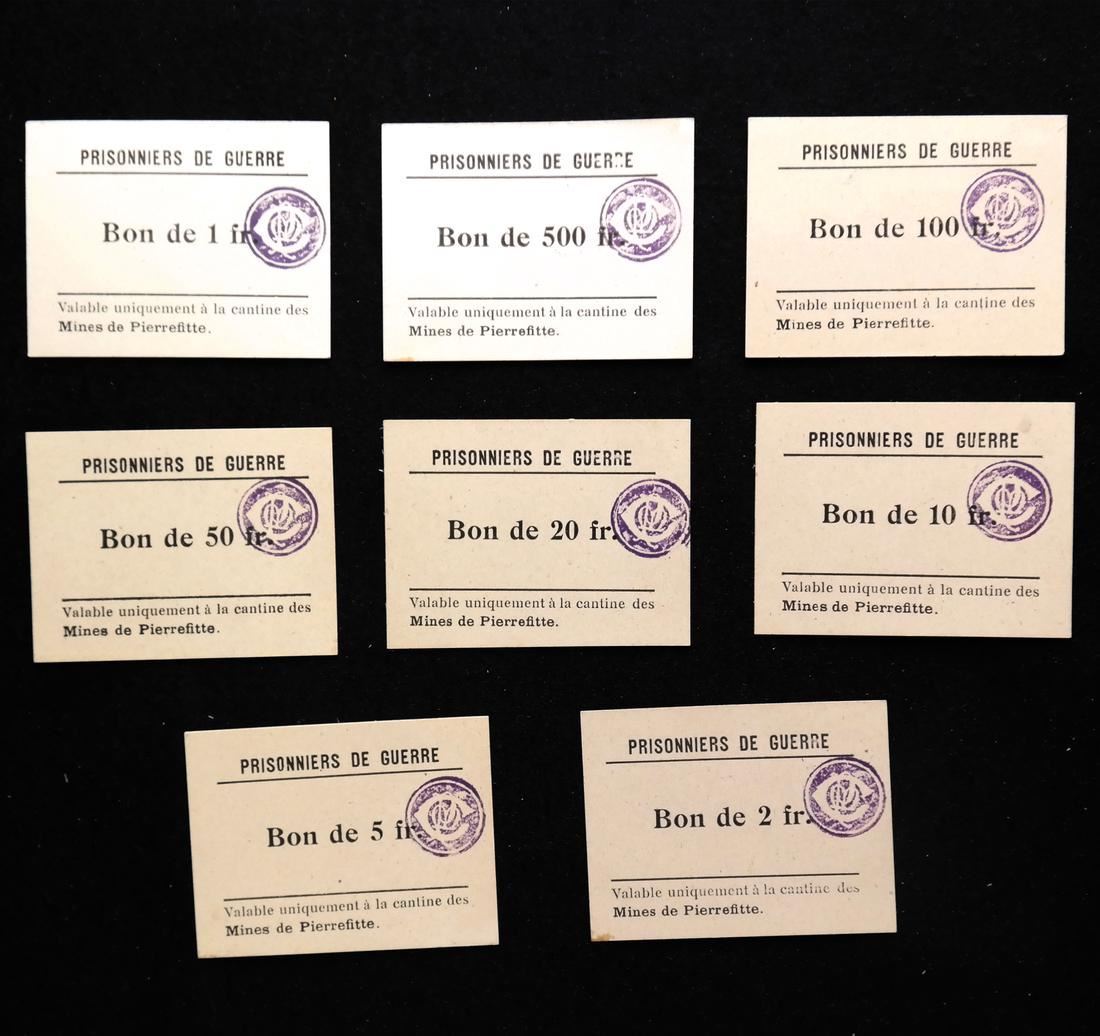 PRISONNIERS DE GUERRE
Bon de 1 fr.
Valable uniquement à la cantine des
Mines de Pierrefitte.
PRISONNIERS DE GUERRE
Bon de 500 fr.
Valable uniquement à la cantine des
Mines de Pierrefitte.
PRISONNIERS DE GUERRE
Bon de 100 fr.
Valable uniquement à la cantine des
Mines de Pierrefitte.
PRISONNIERS DE GUERRE
Bon de 50 fr.
Valable uniquement à la cantine des
Mines de Pierrefitte.
PRISONNIERS DE GUERRE
Bon de 20 fr.
Valable uniquement à la cantine des
Mines de Pierrefitte.
PRISONNIERS DE GUERRE
Bon de 10 fr.
Valable uniquement à la cantine des
Mines de Pierrefitte.
PRISONNIERS DE GUERRE
Bon de 5 fr.
Valable uniquement à la cantine des
Mines de Pierrefitte.
PRISONNIERS DE GUERRE
Bon de 2 fr.
Valable uniquement à la cantine des
Mines de Pierrefitte.